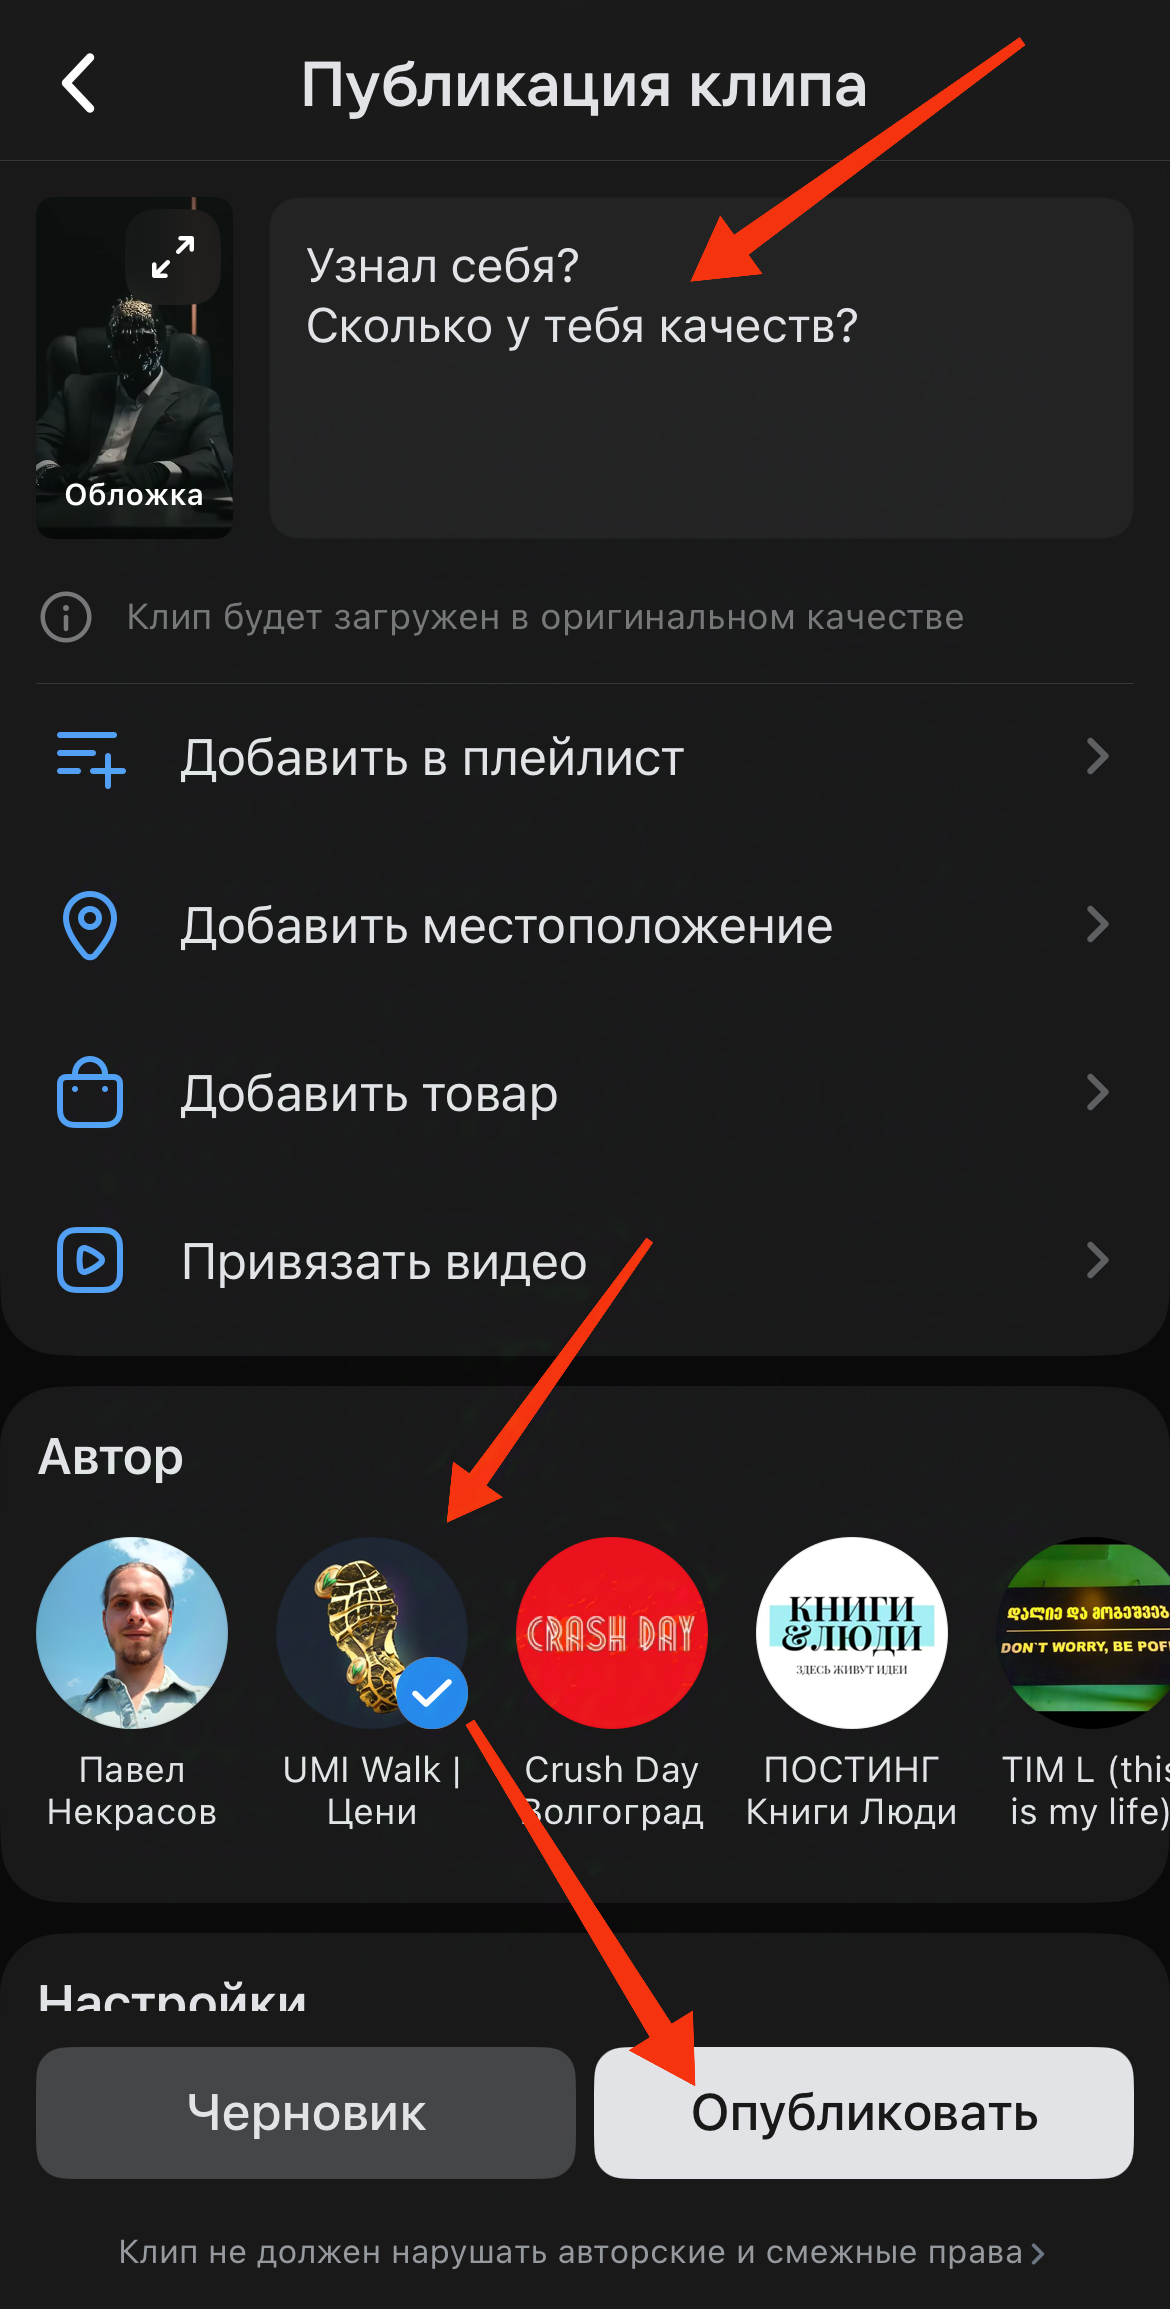 Публикация клипа
Узнал себя?
Сколько у тебя качеств?
Обложка
Клип будет загружен в оригинальном качестве
Добавить в плейлист
Добавить местоположение
Добавить товар
Привязать видео
Автор
CRASH DAY
КНИГИ
&ЛЮДИ
ЗДЕСЬ ЖИВУТ ИДЕИ
DON'T WORRY, BE
Павел
Некрасов
UMI Walk |
Цени
Crush Day
Волгоград
ПОСТИНГ
Книги Люди
TIM L (this
is my life)
Настройки
Черновик
Опубликовать
Клип не должен нарушать авторские и смежные права